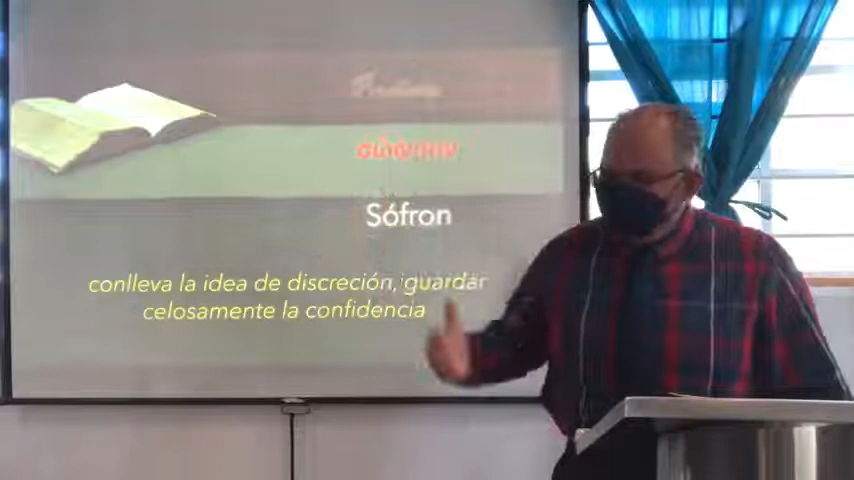 Sófron
conlleva la idea de discreción, guardar
celosamente la confidencia